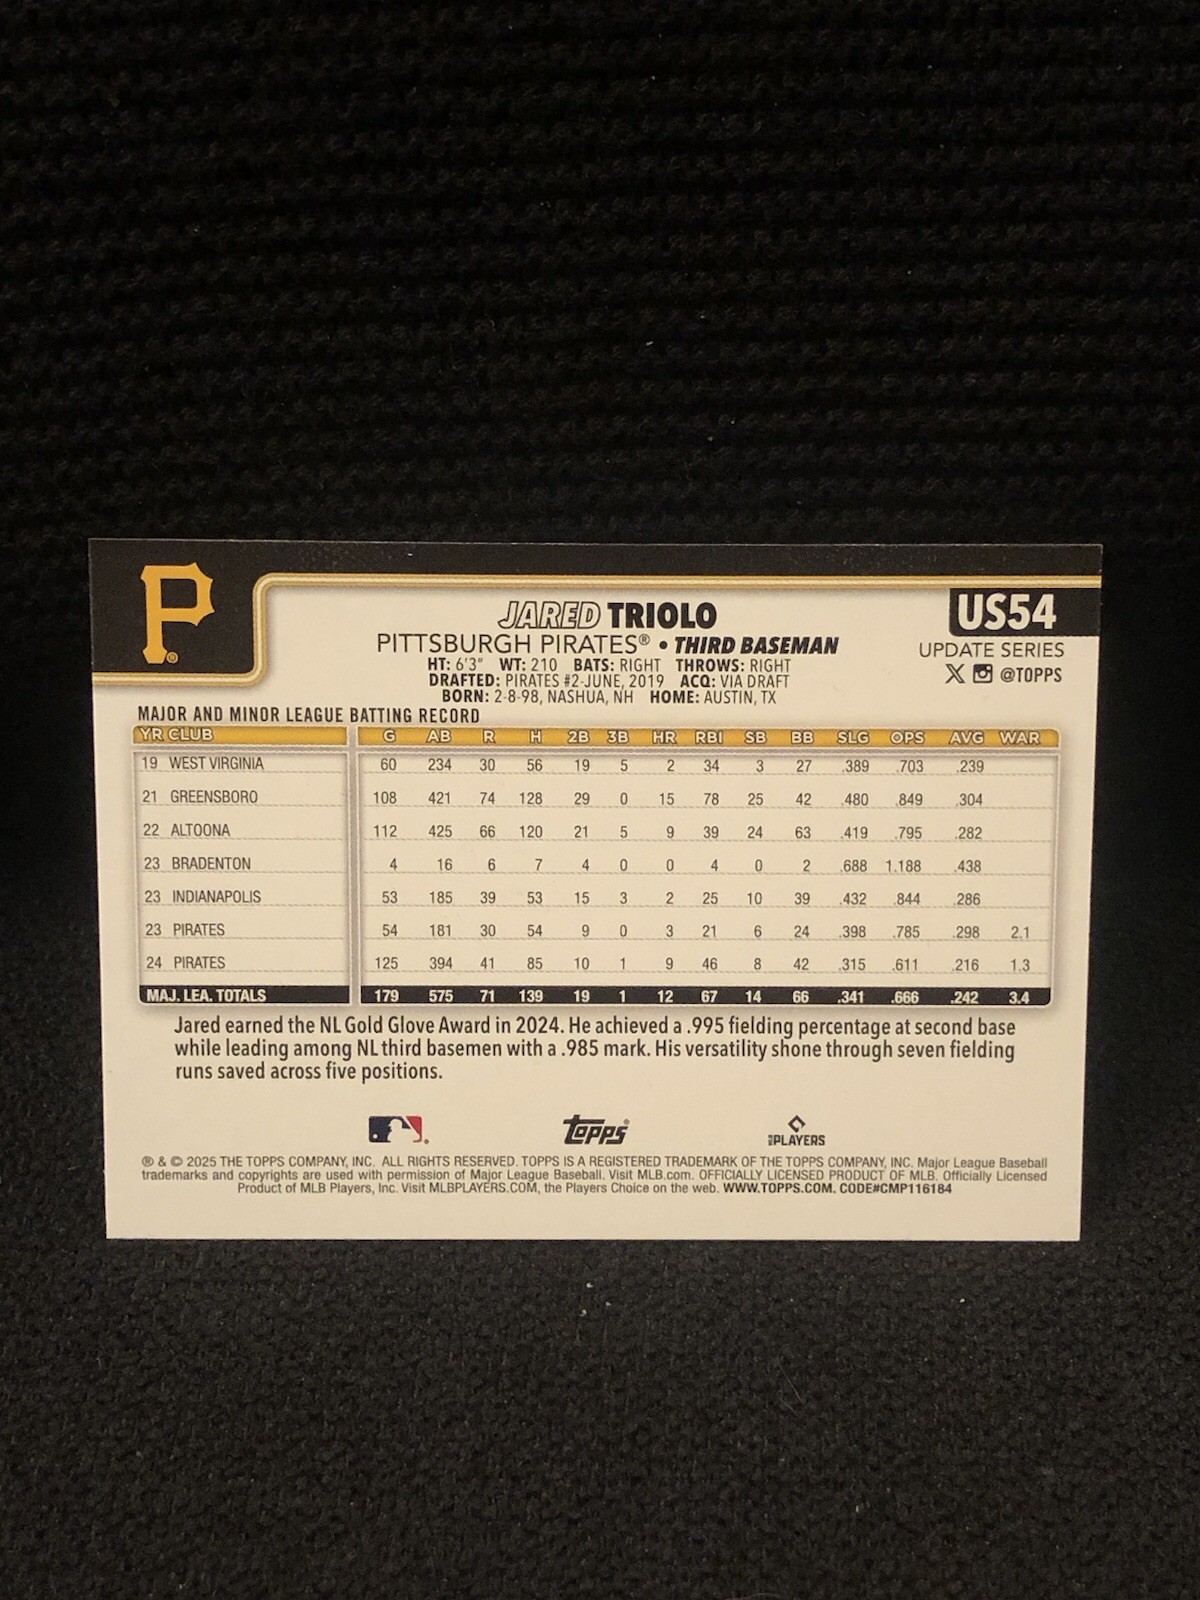 P®
JARED TRIOLO
US54
PITTSBURGH PIRATES® • THIRD BASEMAN
UPDATE SERIES
HT: 6'3" WT: 210 BATS: RIGHT THROWS: RIGHT
X @TOPPS
DRAFTED: PIRATES #2-JUNE, 2019 ACQ: VIA DRAFT
BORN: 2-8-98, NASHUA, NH HOME: AUSTIN, TX
MAJOR AND MINOR LEAGUE BATTING RECORD
YR CLUB G AB R H 2B 3B HR RBI SB BB SLG OPS AVG WAR
19 WEST VIRGINIA 60 234 30 56 19 5 2 34 3 27 .389 .703 .239
21 GREENSBORO 108 421 74 128 29 0 15 78 25 42 .480 .849 .304
22 ALTOONA 112 425 66 120 21 5 9 39 24 63 .419 .795 .282
23 BRADENTON 4 16 6 7 4 0 0 4 0 2 .688 1.188 .438
23 INDIANAPOLIS 53 185 39 53 15 3 2 25 10 39 .432 .844 .286
23 PIRATES 54 181 30 54 9 0 3 21 6 24 .398 .785 .298 2.1
24 PIRATES 125 394 41 85 10 1 9 46 8 42 .315 .611 .216 1.3
MAJ. LEA. TOTALS 179 575 71 139 19 1 12 67 14 66 .341 .666 .242 3.4
Jared earned the NL Gold Glove Award in 2024. He achieved a .995 fielding percentage at second base
while leading among NL third basemen with a .985 mark. His versatility shone through seven fielding
runs saved across five positions.
topps® PLAYERS
® & © 2025 THE TOPPS COMPANY, INC. ALL RIGHTS RESERVED. TOPPS IS A REGISTERED TRADEMARK OF THE TOPPS COMPANY, INC. Major League Baseball
trademarks and copyrights are used with permission of Major League Baseball. Visit MLB.com. OFFICIALLY LICENSED PRODUCT OF MLB. Officially Licensed
Product of MLB Players, Inc. Visit MLBPLAYERS.COM, the Players Choice on the web. WWW.TOPPS.COM. CODE#CMP116184